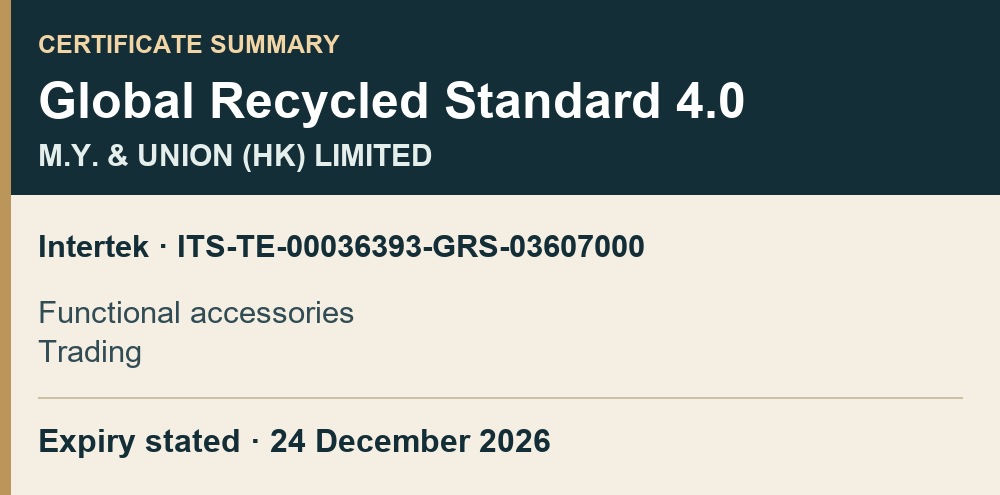 CERTIFICATE SUMMARY
Global Recycled Standard 4.0
M.Y. & UNION (HK) LIMITED
Intertek · ITS-TE-00036393-GRS-03607000
Functional accessories
Trading
Expiry stated · 24 December 2026